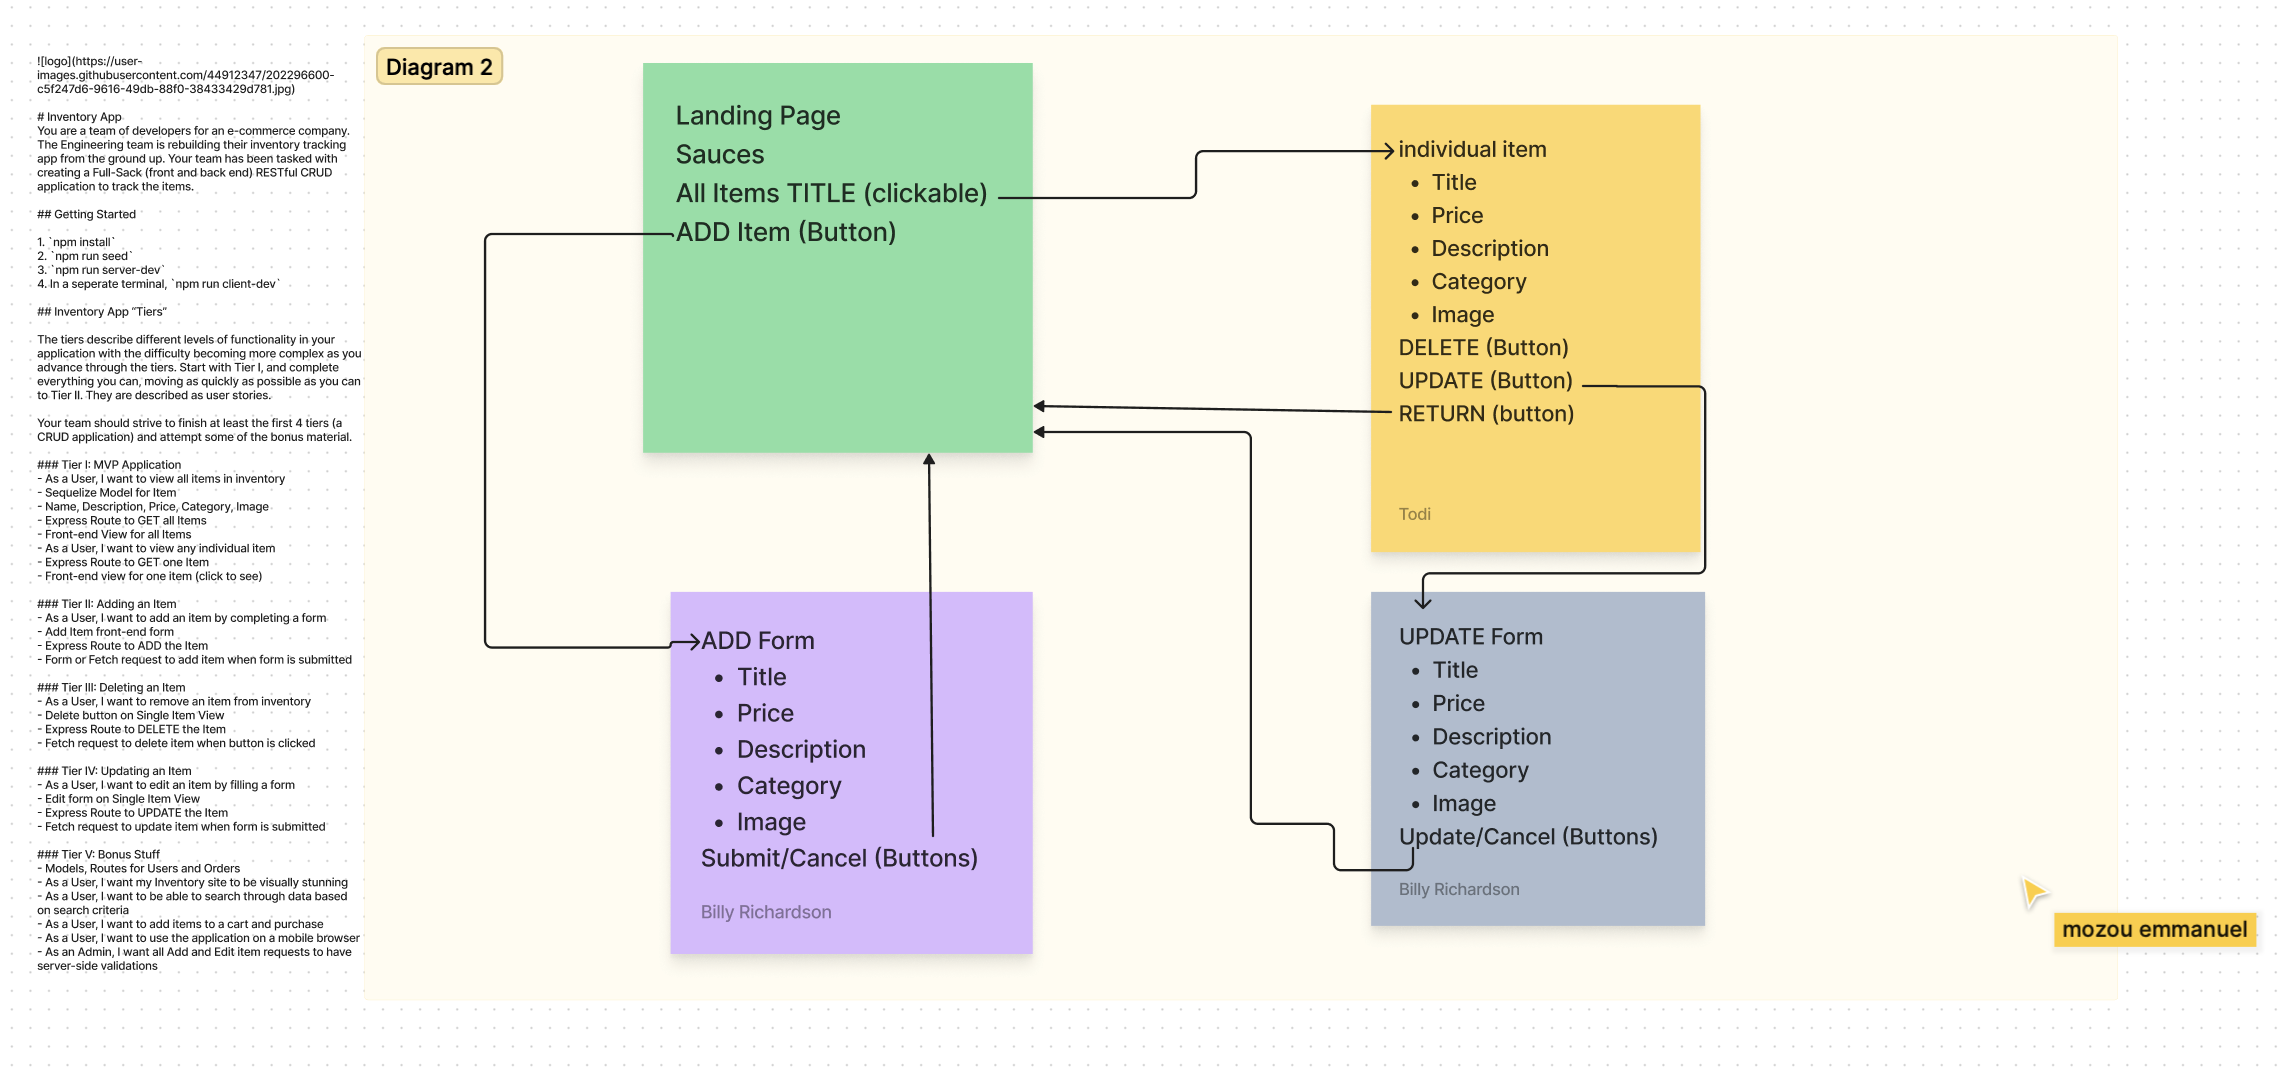 ![logo](https://user-
images.githubusercontent.com/44912347/202296600-
c5f247d6-9616-49db-88f0-38433429d781.jpg)
# Inventory App
You are a team of developers for an e-commerce company.
The Engineering team is rebuilding their inventory tracking
app from the ground up. Your team has been tasked with
creating a Full-Sack (front and back end) RESTful CRUD
application to track the items.
## Getting Started
1. `npm install`
2. `npm run seed`
3. `npm run server-dev`
4. In a seperate terminal, `npm run client-dev`
## Inventory App “Tiers”
The tiers describe different levels of functionality in your
application with the difficulty becoming more complex as you
advance through the tiers. Start with Tier I, and complete
everything you can, moving as quickly as possible as you can
to Tier II. They are described as user stories.
Your team should strive to finish at least the first 4 tiers (a
CRUD application) and attempt some of the bonus material.
### Tier I: MVP Application
- As a User, I want to view all items in inventory
- Sequelize Model for Item
- Name, Description, Price, Category, Image
- Express Route to GET all Items
- Front-end View for all Items
- As a User, I want to view any individual item
- Express Route to GET one Item
- Front-end view for one item (click to see)
### Tier II: Adding an Item
- As a User, I want to add an item by completing a form
- Add Item front-end form
- Express Route to ADD the Item
- Form or Fetch request to add item when form is submitted
### Tier III: Deleting an Item
- As a User, I want to remove an item from inventory
- Delete button on Single Item View
- Express Route to DELETE the Item
- Fetch request to delete item when button is clicked
### Tier IV: Updating an Item
- As a User, I want to edit an item by filling a form
- Edit form on Single Item View
- Express Route to UPDATE the Item
- Fetch request to update item when form is submitted
### Tier V: Bonus Stuff
- Models, Routes for Users and Orders
- As a User, I want my Inventory site to be visually stunning
- As a User, I want to be able to search through data based
on search criteria
- As a User, I want to add items to a cart and purchase
- As a User, I want to use the application on a mobile browser
- As an Admin, I want all Add and Edit item requests to have
server-side validations
Diagram 2
Landing Page
Sauces
All Items TITLE (clickable)
ADD Item (Button)
individual item
• Title
• Price
• Description
• Category
• Image
DELETE (Button)
UPDATE (Button)
RETURN (button)
Todi
ADD Form
• Title
• Price
• Description
• Category
• Image
Submit/Cancel (Buttons)
Billy Richardson
UPDATE Form
• Title
• Price
• Description
• Category
• Image
Update/Cancel (Buttons)
Billy Richardson
mozou emmanuel